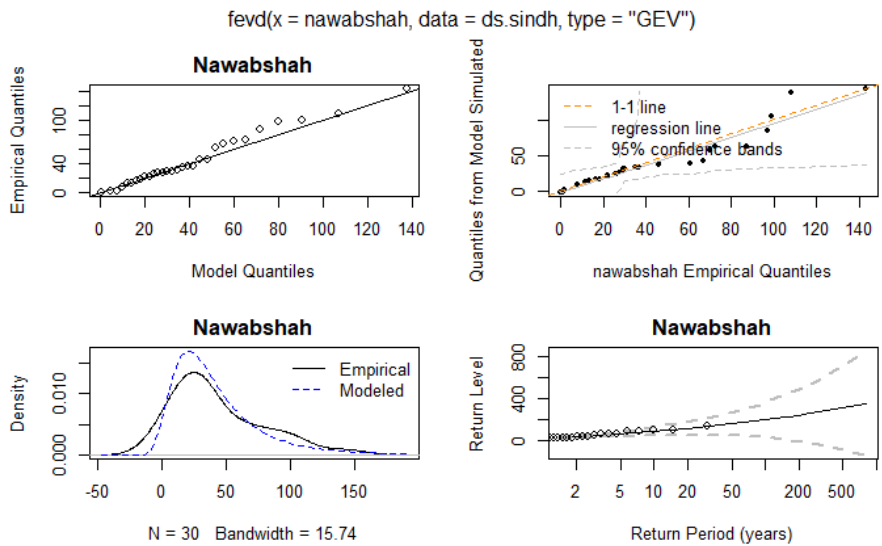 fevd(x = nawabshah, data = ds.sindh, type = "GEV")
Nawabshah
Empirical Quantiles
0 40 100
0 20 40 60 80 100 120 140
Model Quantiles
Quantiles from Model Simulated
0 50
1-1 line
regression line
95% confidence bands
0 20 40 60 80 100 120 140
nawabshah Empirical Quantiles
Nawabshah
Density
0.000 0.010
Empirical
Modeled
-50 0 50 100 150
N = 30 Bandwidth = 15.74
Nawabshah
Return Level
0 400 800
2 5 10 20 50 200 500
Return Period (years)